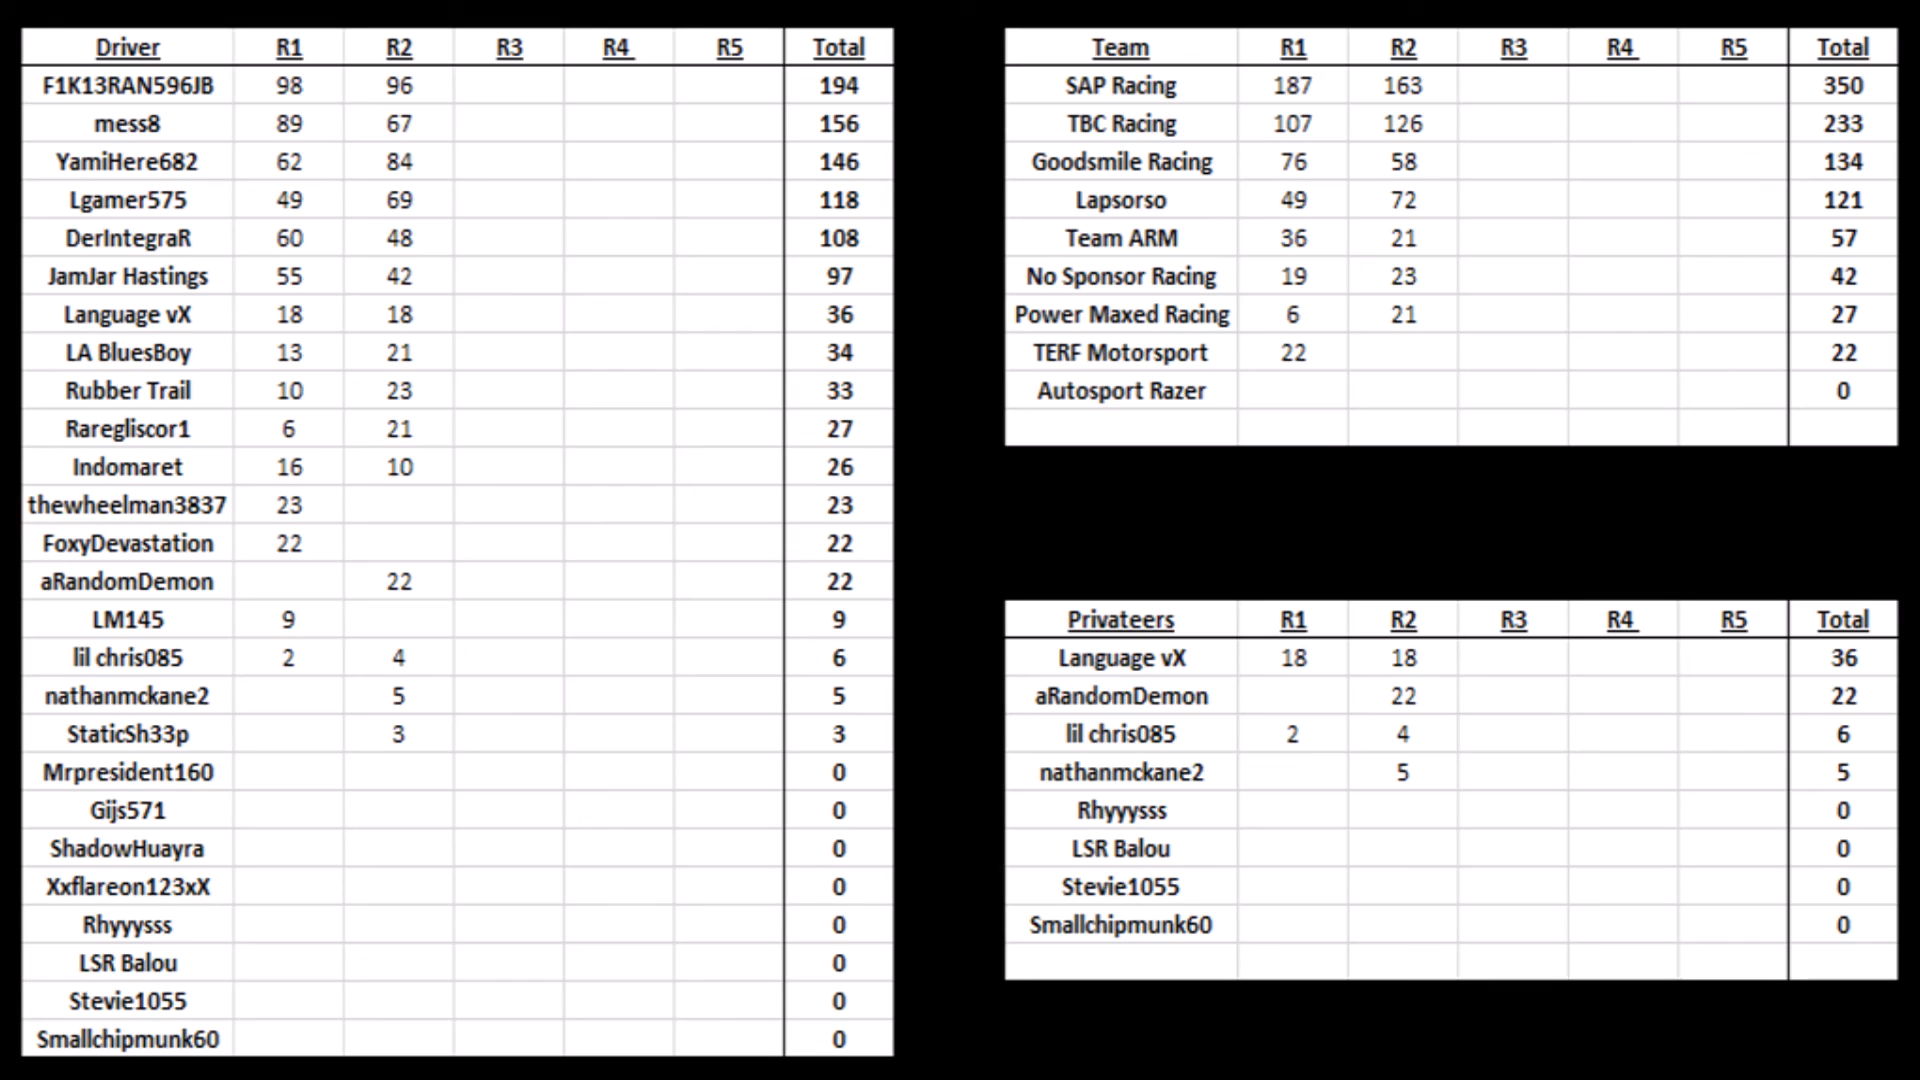 Driver R1 R2 R3 R4 R5 Total
F1K13RAN596JB 98 96 194
mess8 89 67 156
YamiHere682 62 84 146
Lgamer575 49 69 118
DerIntegraR 60 48 108
JamJar Hastings 55 42 97
Language vX 18 18 36
LA BluesBoy 13 21 34
Rubber Trail 10 23 33
Raregliscor1 6 21 27
Indomaret 16 10 26
thewheelman3837 23 23
FoxyDevastation 22 22
aRandomDemon 22 22
LM145 9 9
lil chris085 2 4 6
nathanmckane2 5 5
StaticSh33p 3 3
Mrpresident160 0
Gijs571 0
ShadowHuayra 0
Xxflareon123xX 0
Rhyyysss 0
LSR Balou 0
Stevie1055 0
Smallchipmunk60 0
Team R1 R2 R3 R4 R5 Total
SAP Racing 187 163 350
TBC Racing 107 126 233
Goodsmile Racing 76 58 134
Lapsorso 49 72 121
Team ARM 36 21 57
No Sponsor Racing 19 23 42
Power Maxed Racing 6 21 27
TERF Motorsport 22 22
Autosport Razer 0
Privateers R1 R2 R3 R4 R5 Total
Language vX 18 18 36
aRandomDemon 22 22
lil chris085 2 4 6
nathanmckane2 5 5
Rhyyysss 0
LSR Balou 0
Stevie1055 0
Smallchipmunk60 0